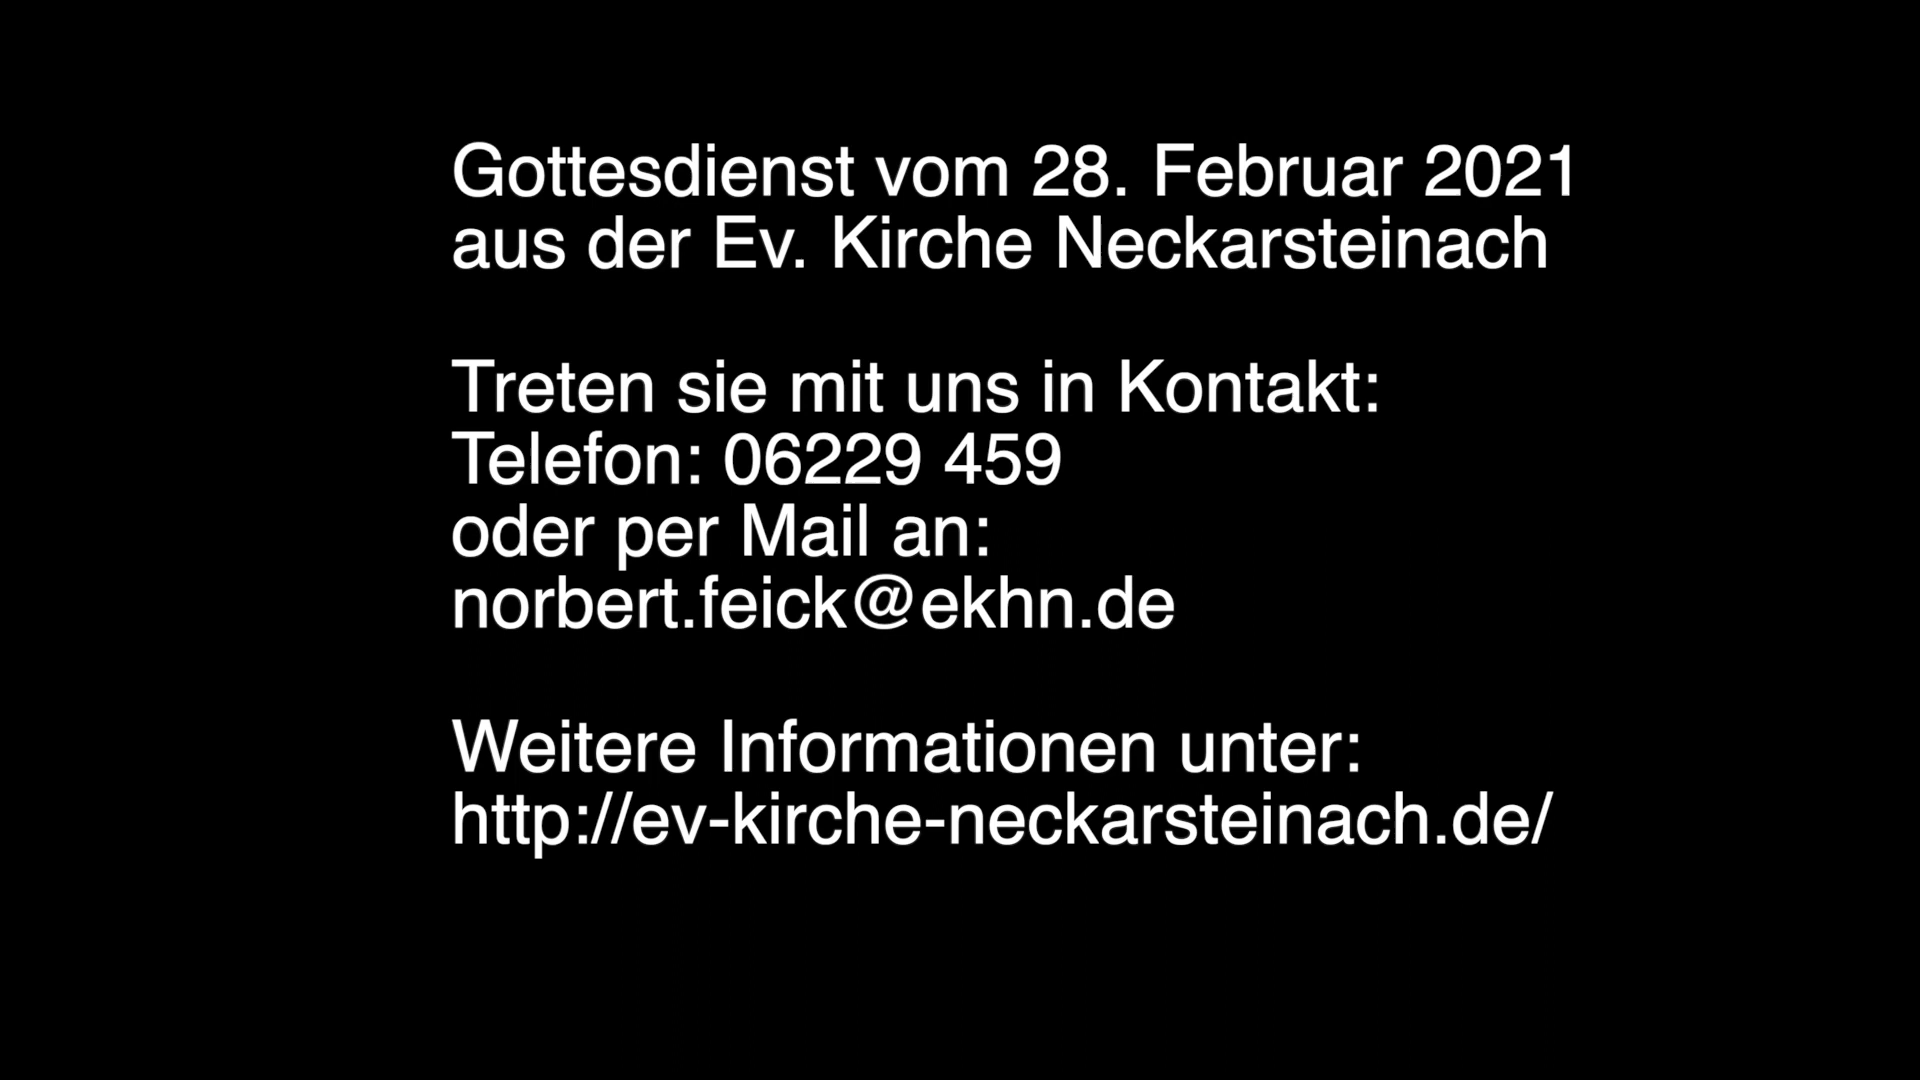 Gottesdienst vom 28. Februar 2021
aus der Ev. Kirche Neckarsteinach
Treten sie mit uns in Kontakt:
Telefon: 06229 459
oder per Mail an:
norbert.feick@ekhn.de
Weitere Informationen unter:
http://ev-kirche-neckarsteinach.de/